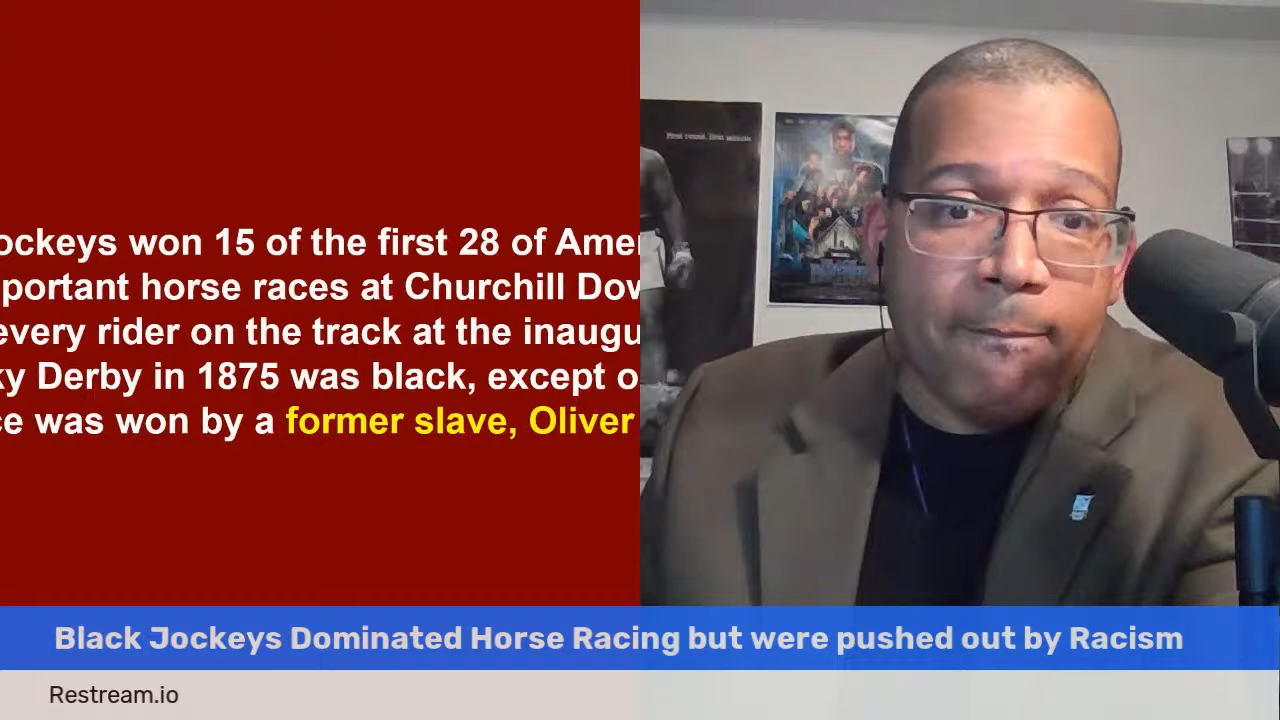 ockeys won 15 of the first 28 of Amer
portant horse races at Churchill Dow
every rider on the track at the inaugu
ky Derby in 1875 was black, except o
ce was won by a former slave, Oliver
Black Jockeys Dominated Horse Racing but were pushed out by Racism
Restream.io